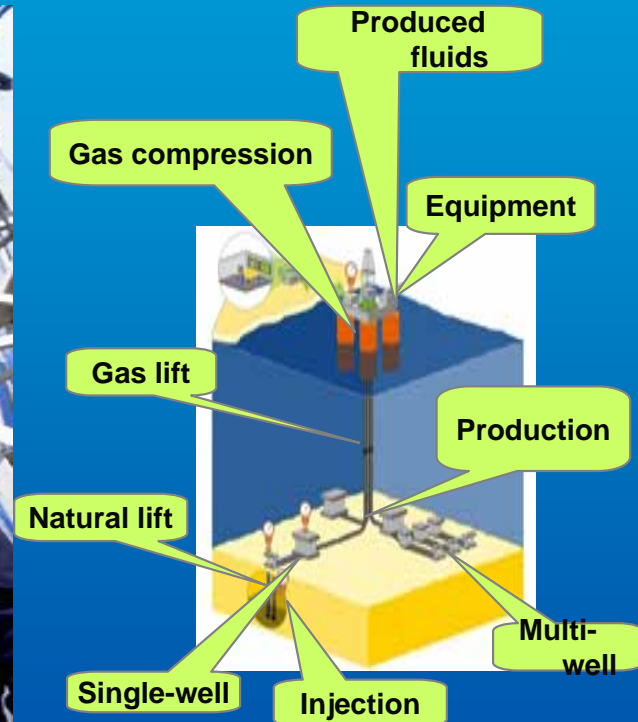 Produced
fluids
Gas compression
Equipment
Gas lift
Production
Natural lift
Multi-
well
Single-well
Injection